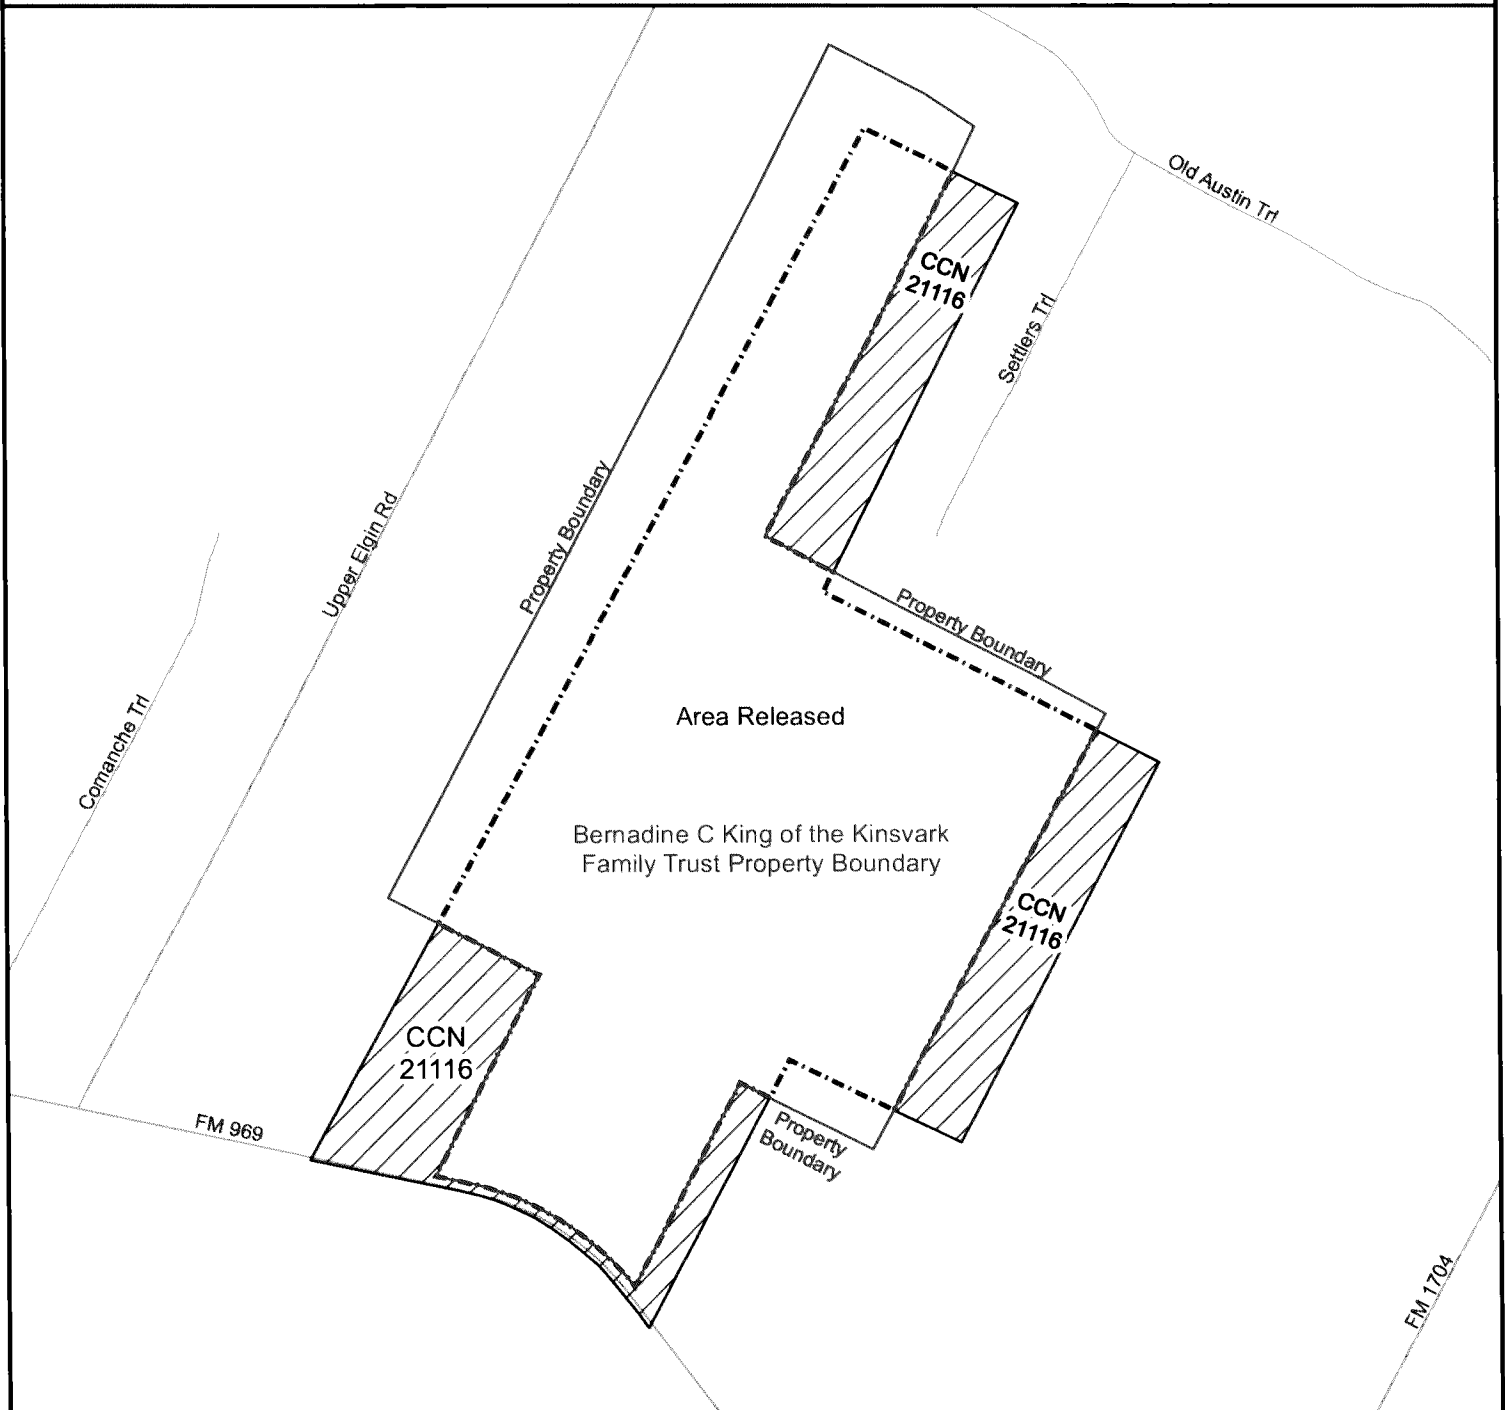 Old Austin Trl
CCN
21116
Settlers Trl
Property Boundary
Upper Elgin Rd
Property Boundary
Comanche Trl
Area Released
Bernadine C King of the Kinsvark
Family Trust Property Boundary
CCN
21116
CCN
21116
FM 969
Property
Boundary
FM 1704